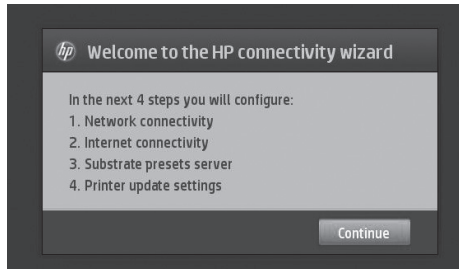 hp Welcome to the HP connectivity wizard
In the next 4 steps you will configure:
1. Network connectivity
2. Internet connectivity
3. Substrate presets server
4. Printer update settings
Continue